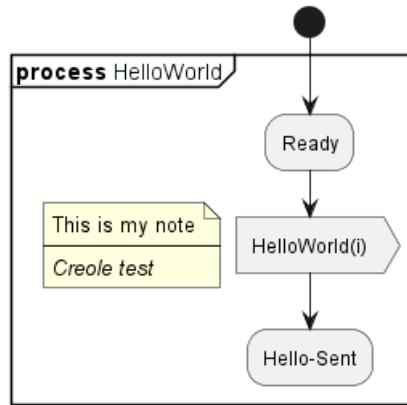 process HelloWorld
Ready
This is my note
Creole test
HelloWorld(i)
Hello-Sent